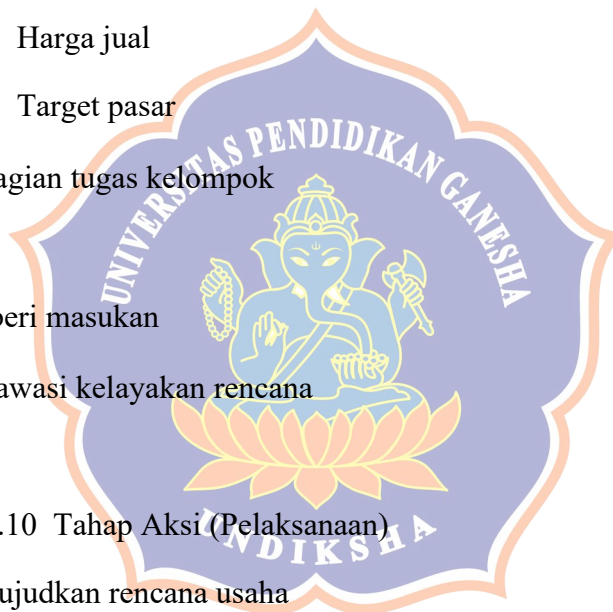 Harga jual
Target pasar
UNIVERSITAS PENDIDIKAN GANESHA
agian tugas kelompok
beri masukan
awasi kelayakan rencana
.10 Tahap Aksi (Pelaksanaan)
UNDIKSHA
ujudkan rencana usaha